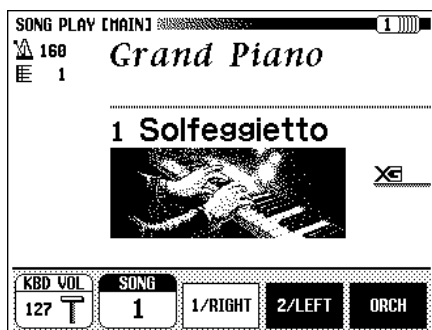 SONG PLAY [MAIN] 1
160
Grand Piano
1
1 Solfeggietto
XG
KBD VOL SONG
127 1 1/RIGHT 2/LEFT ORCH